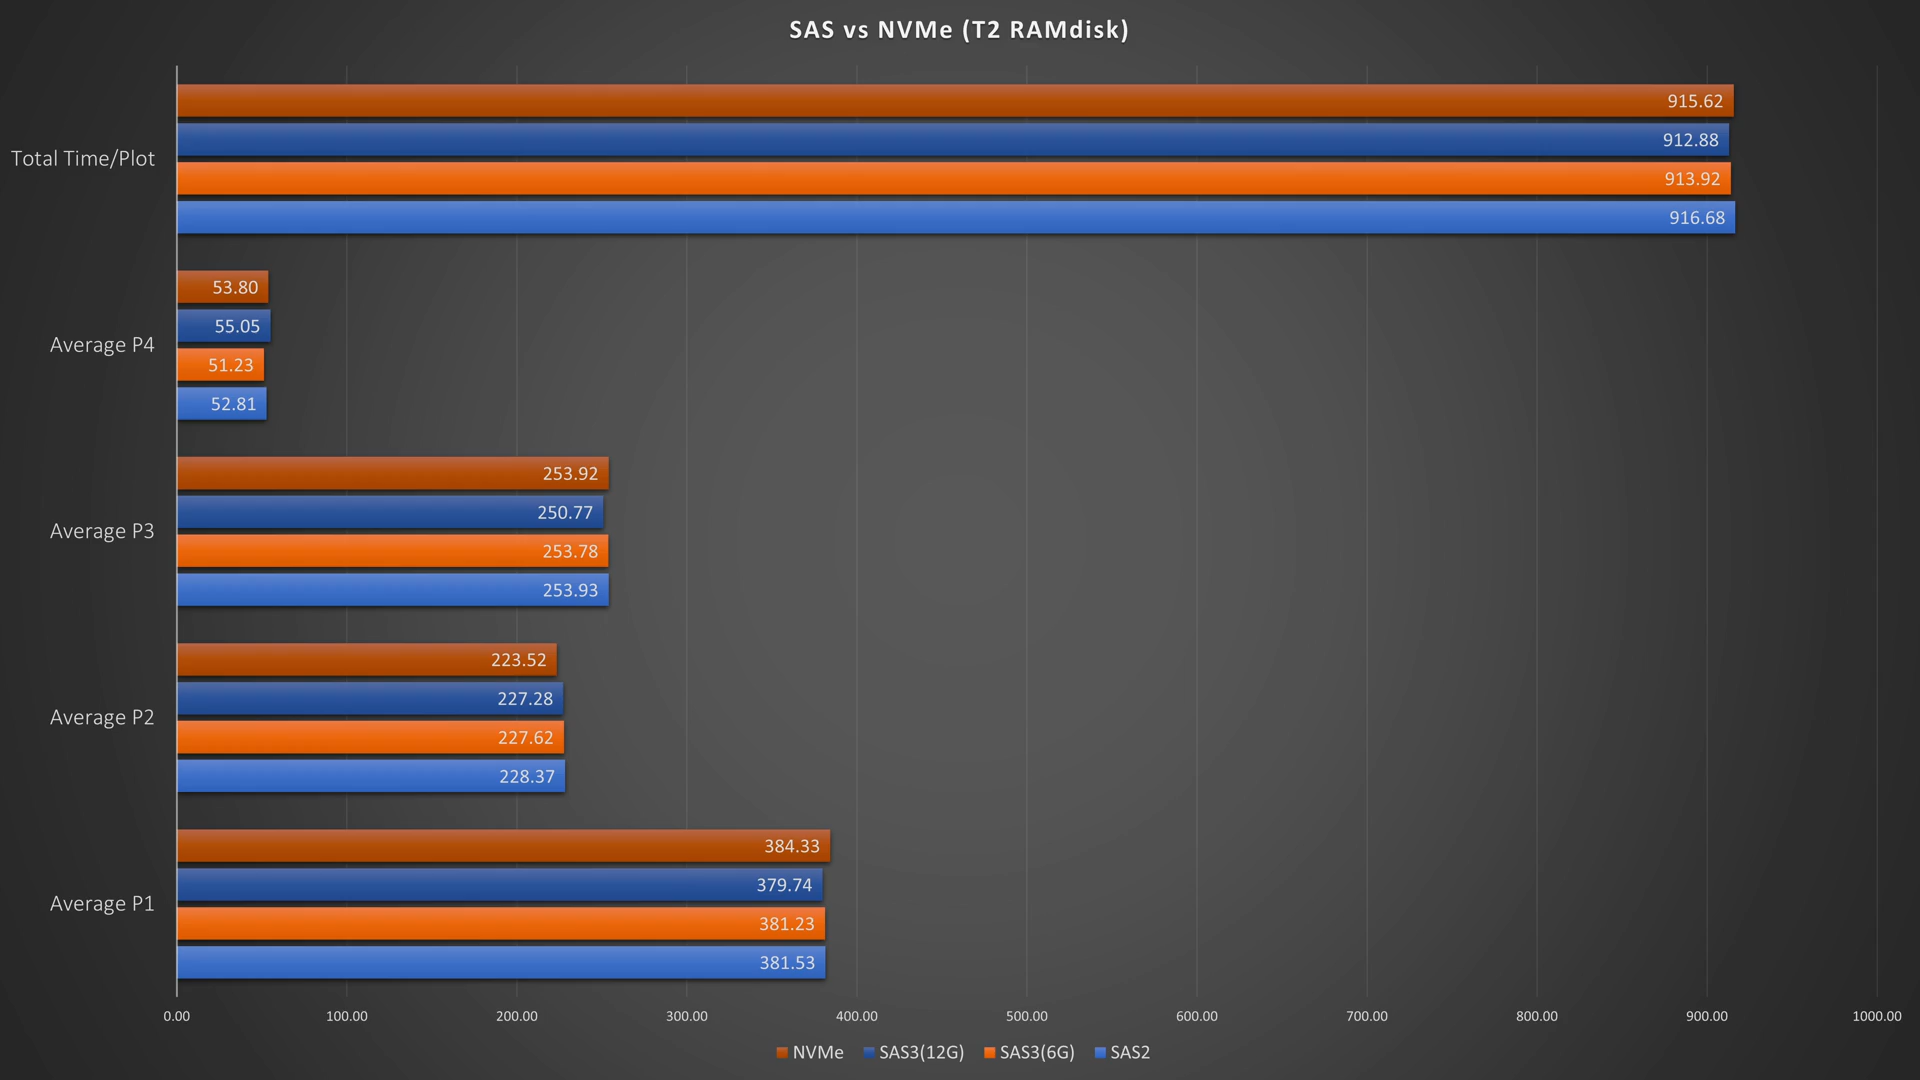 SAS vs NVMe (T2 RAMdisk)
Total Time/Plot
915.62
912.88
913.92
916.68
Average P4
53.80
55.05
51.23
52.81
Average P3
253.92
250.77
253.78
253.93
Average P2
223.52
227.28
227.62
228.37
Average P1
384.33
379.74
381.23
381.53
0.00 100.00 200.00 300.00 400.00 500.00 600.00 700.00 800.00 900.00 1000.00
NVMe SAS3(12G) SAS3(6G) SAS2